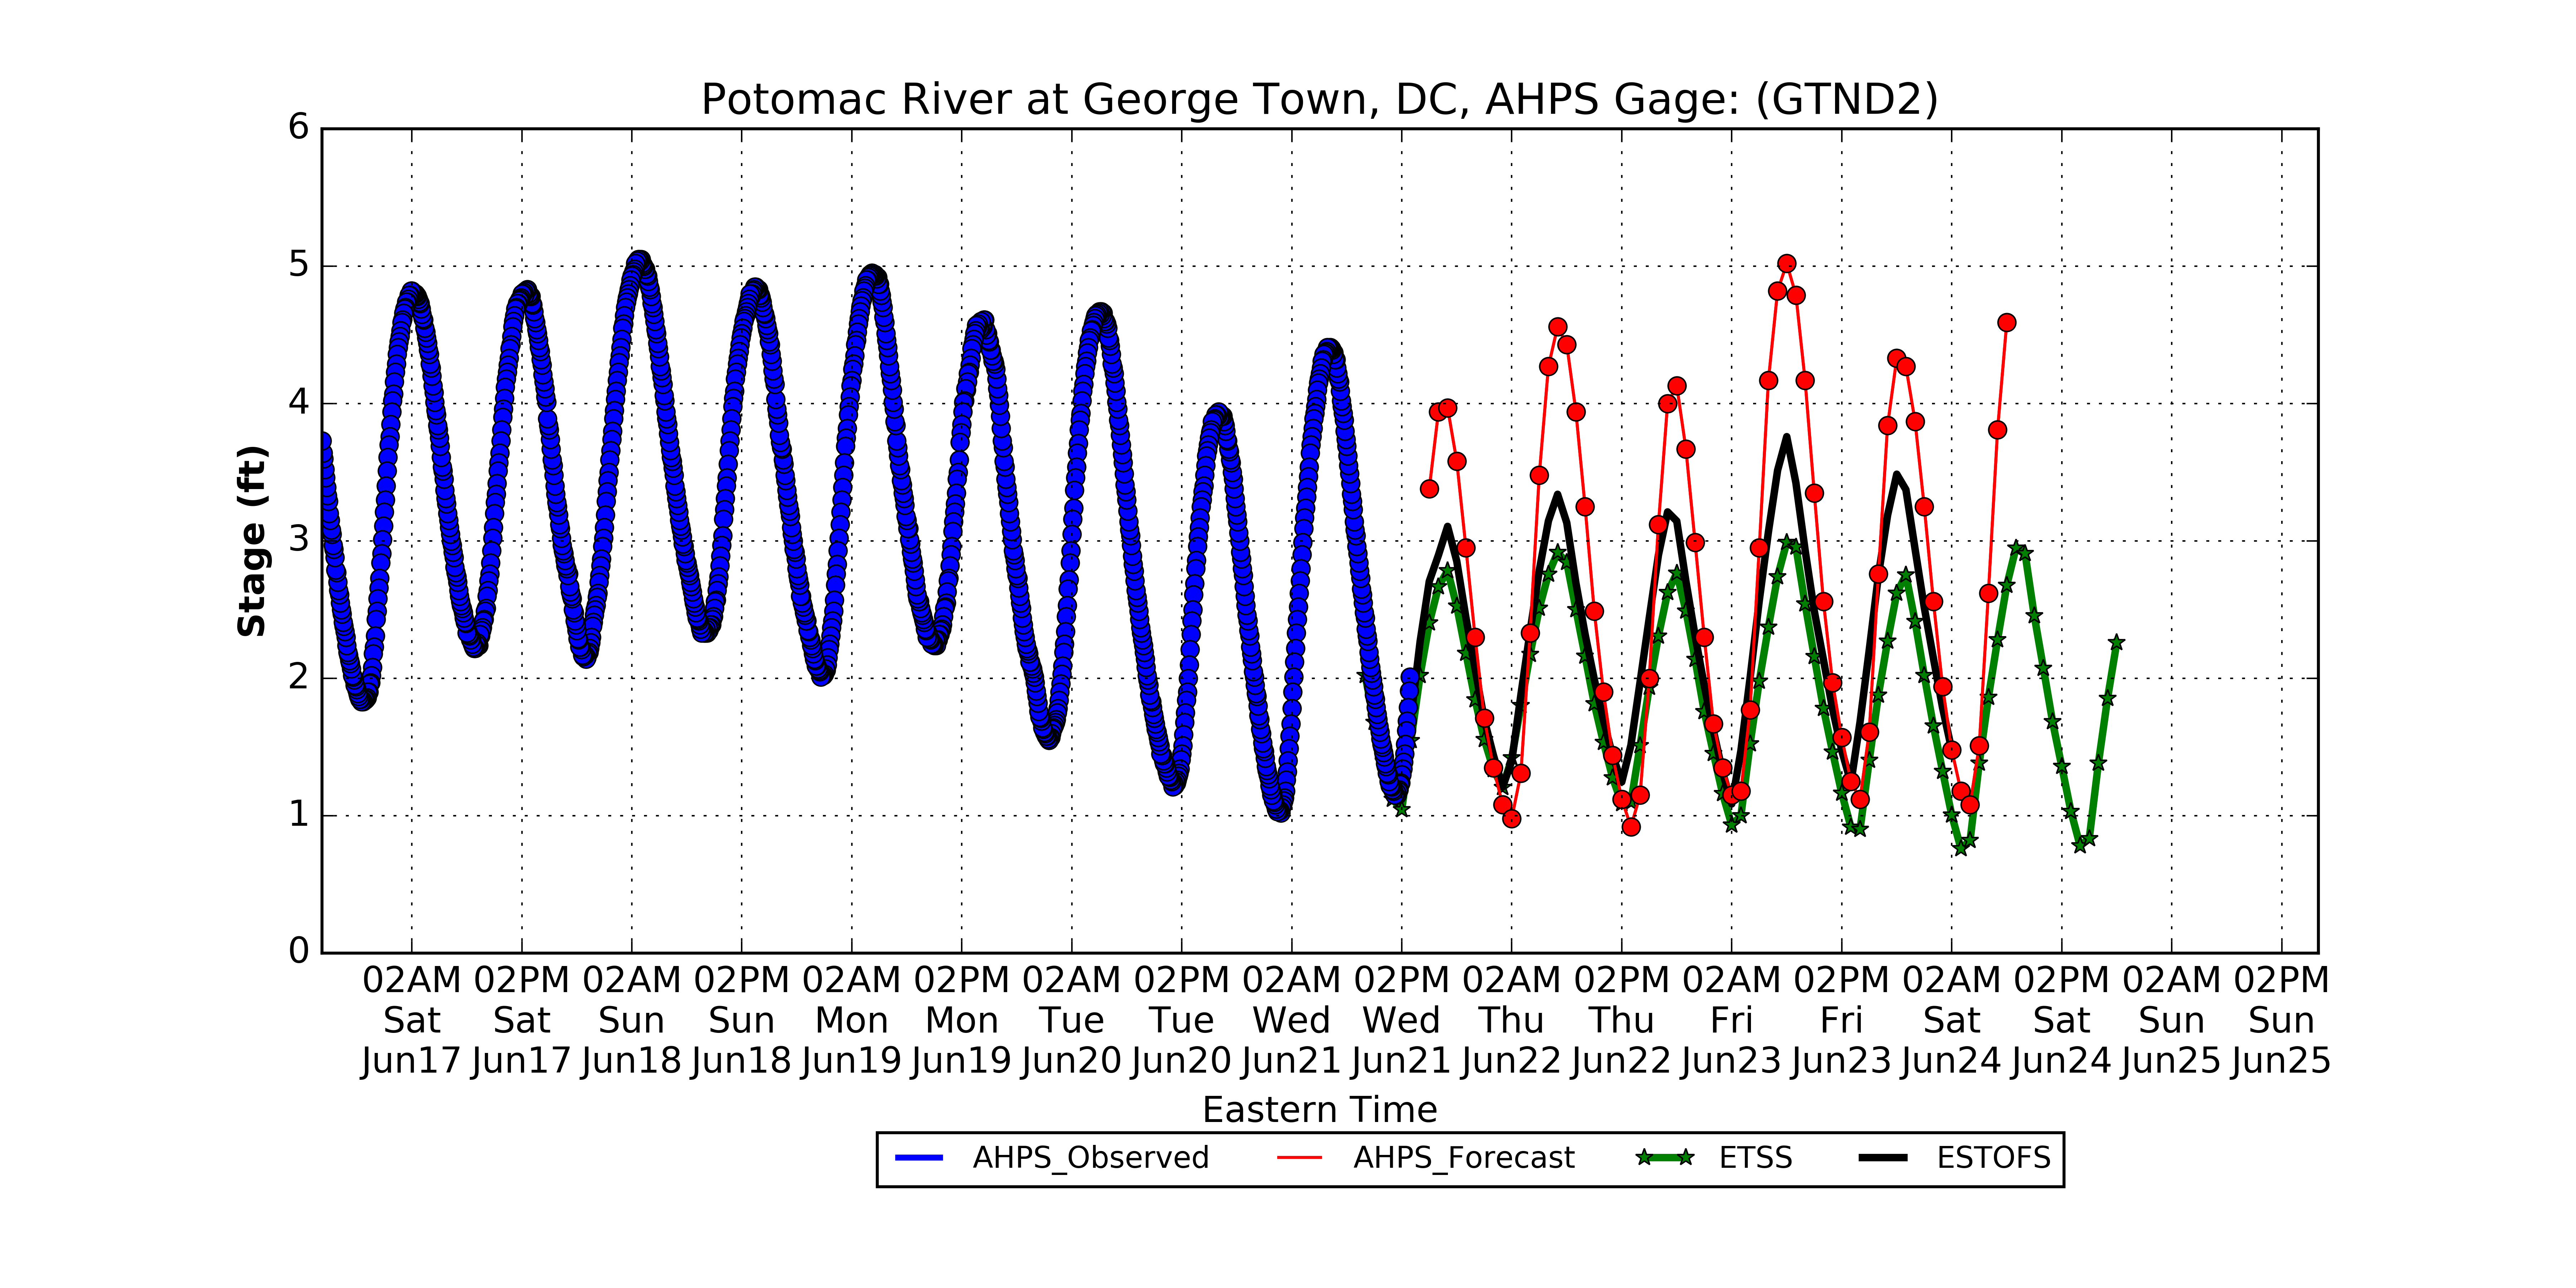 Potomac River at George Town, DC, AHPS Gage: (GTND2)
6
5
4
3
2
1
0
Stage (ft)
02AM 02PM 02AM 02PM 02AM 02PM 02AM 02PM 02AM 02PM 02AM 02PM 02AM 02PM 02AM 02PM 02AM 02PM
Sat Sat Sun Sun Mon Mon Tue Tue Wed Wed Thu Thu Fri Fri Sat Sat Sun Sun
Jun17 Jun17 Jun18 Jun18 Jun19 Jun19 Jun20 Jun20 Jun21 Jun21 Jun22 Jun22 Jun23 Jun23 Jun24 Jun24 Jun25 Jun25
Eastern Time
AHPS_Observed AHPS_Forecast ETSS ESTOFS